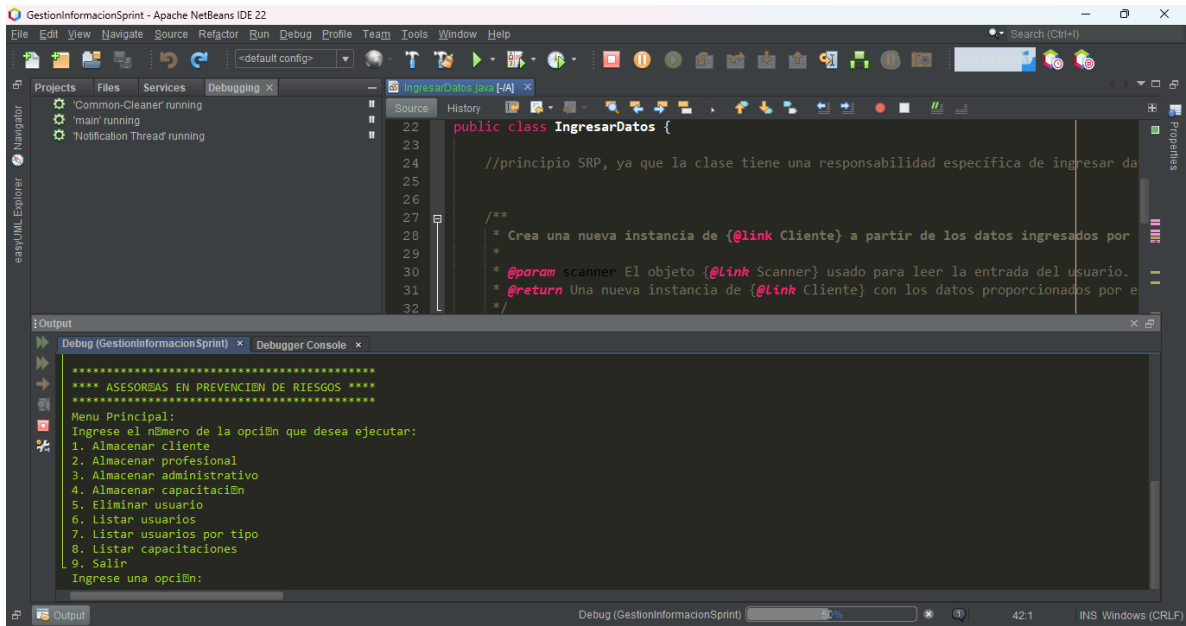 GestionInformacionSprint - Apache NetBeans IDE 22
File Edit View Navigate Source Refactor Run Debug Profile Team Tools Window Help
Search (Ctrl+I)
<default config>
Projects Files Services Debugging
'Common-Cleaner' running
'main' running
'Notification Thread' running
Navigator
easyUML Explorer
IngresarDatos.java [-/A]
Source History
Properties
22 public class IngresarDatos {
23
24 //principio SRP, ya que la clase tiene una responsabilidad específica de ingresar da
25
26
27 /**
28 * Crea una nueva instancia de {@link Cliente} a partir de los datos ingresados por
29 *
30 * @param scanner El objeto {@link Scanner} usado para leer la entrada del usuario.
31 * @return Una nueva instancia de {@link Cliente} con los datos proporcionados por e
32 */
Output
Debug (GestionInformacionSprint) × Debugger Console ×
********************************************
**** ASESOR�AS EN PREVENCI�N DE RIESGOS ****
********************************************
Menu Principal:
Ingrese el n�mero de la opci�n que desea ejecutar:
1. Almacenar cliente
2. Almacenar profesional
3. Almacenar administrativo
4. Almacenar capacitaci�n
5. Eliminar usuario
6. Listar usuarios
7. Listar usuarios por tipo
8. Listar capacitaciones
9. Salir
Ingrese una opci�n:
Output
Debug (GestionInformacionSprint) 50% 1 42:1 INS Windows (CRLF)